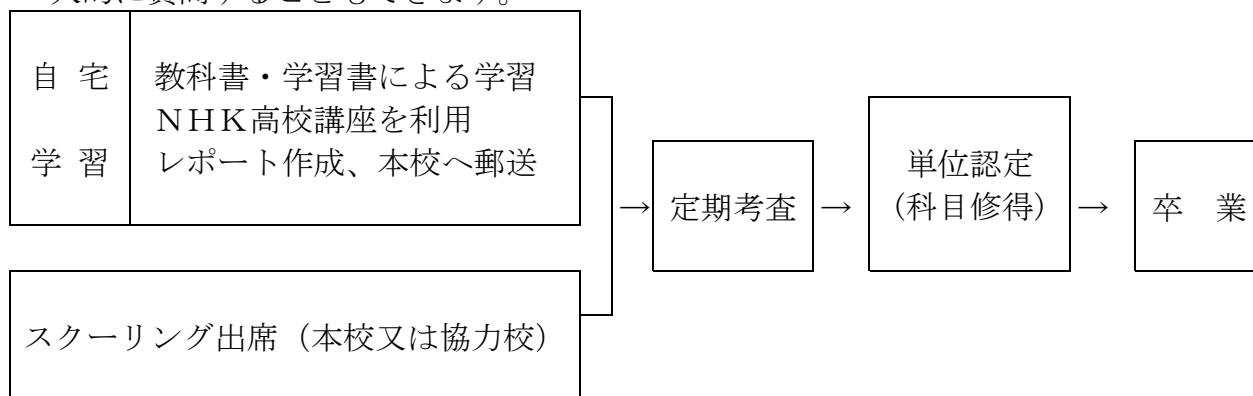 自 宅
学 習
教科書・学習書による学習
NHK高校講座を利用
レポート作成、本校へ郵送
スクーリング出席（本校又は協力校）
→
定期考査
→
単位認定
（科目修得）
→
卒 業